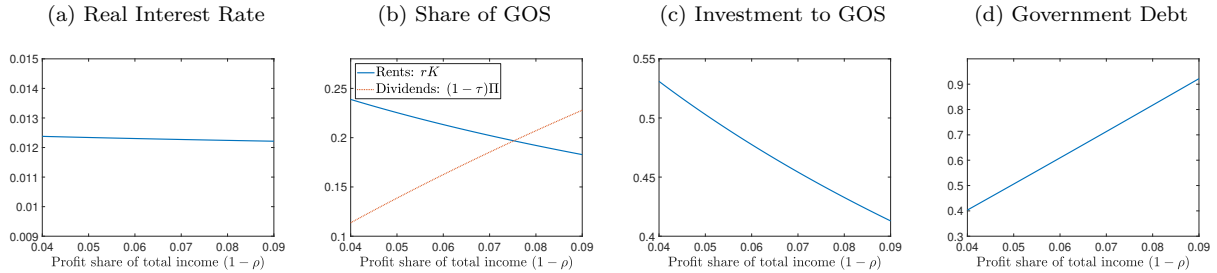 (a) Real Interest Rate
(b) Share of GOS
(c) Investment to GOS
(d) Government Debt
0.015
0.014
0.013
0.012
0.011
0.01
0.009
0.04 0.05 0.06 0.07 0.08 0.09
Profit share of total income (1 − ρ)
Rents: rK
Dividends: (1 − τ)Π
0.25
0.2
0.15
0.1
0.04 0.05 0.06 0.07 0.08 0.09
Profit share of total income (1 − ρ)
0.55
0.5
0.45
0.4
0.04 0.05 0.06 0.07 0.08 0.09
Profit share of total income (1 − ρ)
0.9
0.8
0.7
0.6
0.5
0.4
0.3
0.04 0.05 0.06 0.07 0.08 0.09
Profit share of total income (1 − ρ)